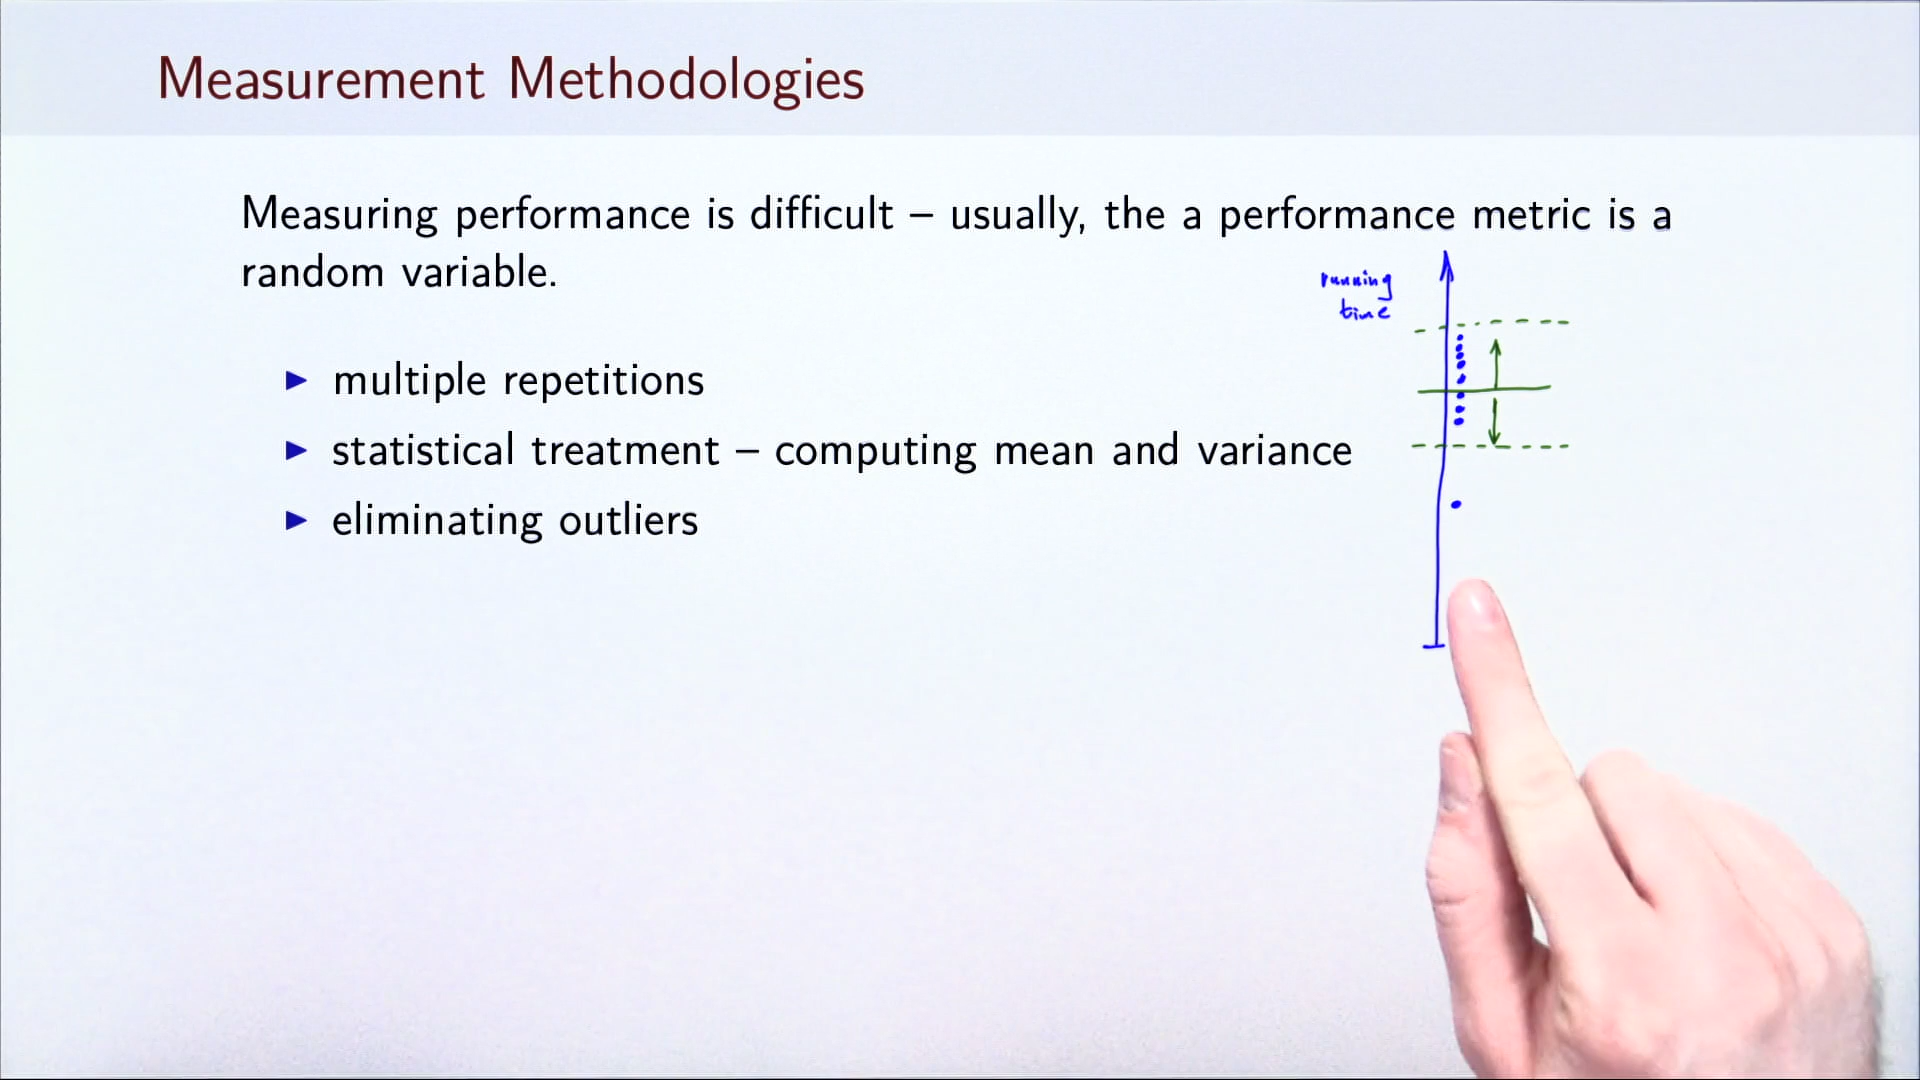 Measurement Methodologies
Measuring performance is difficult – usually, the a performance metric is a
random variable.
running
time
multiple repetitions
statistical treatment – computing mean and variance
eliminating outliers